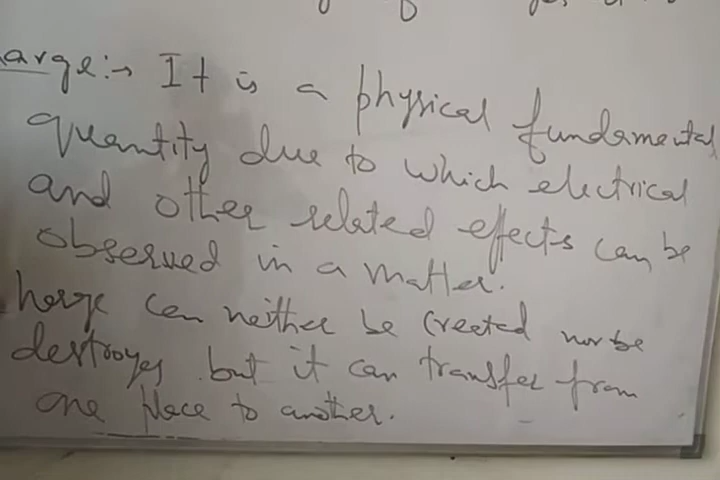 arge:→ It is a physical fundamental
quantity due to which electrical
and other related effects can be
observed in a matter.
harge can neither be created nor be
destroyes but it can transfer from
one place to another.